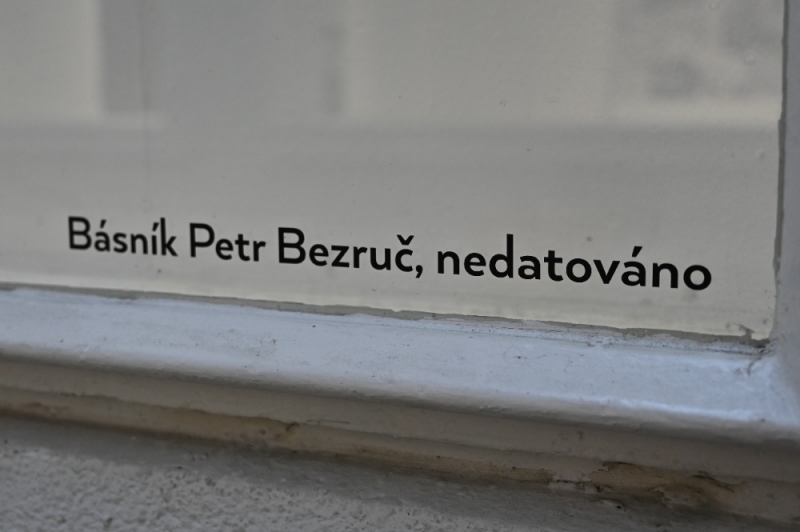 Básník Petr Bezruč, nedatováno